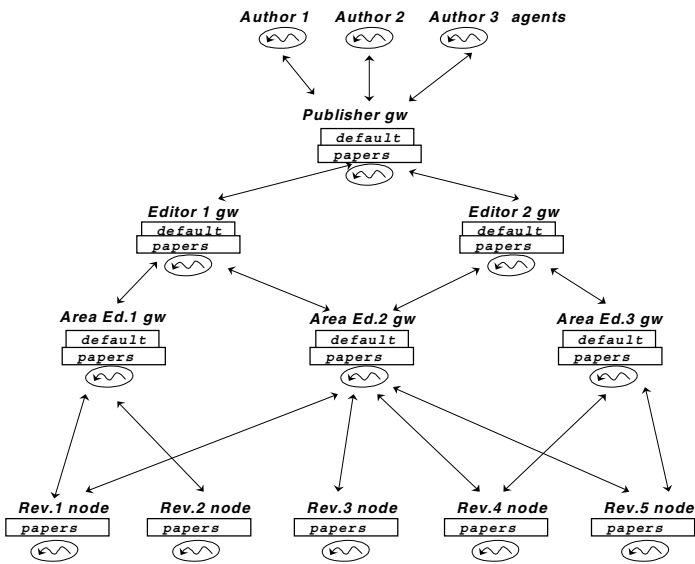 Author 1 Author 2 Author 3 agents
Publisher gw
default
papers
Editor 1 gw Editor 2 gw
default default
papers papers
Area Ed.1 gw Area Ed.2 gw Area Ed.3 gw
default default default
papers papers papers
Rev.1 node Rev.2 node Rev.3 node Rev.4 node Rev.5 node
papers papers papers papers papers